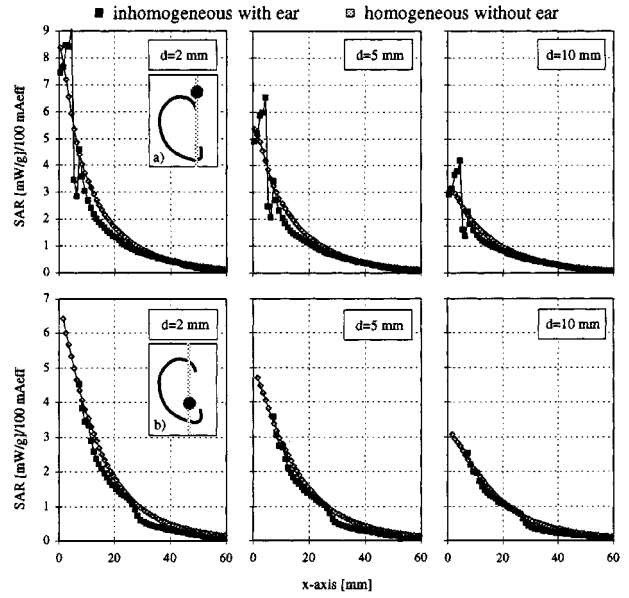 ■ inhomogeneous with ear ▩ homogeneous without ear
SAR [mW/g]/100 mAeff
9
8
7
6
5
4
3
2
1
0
d=2 mm
a)
d=5 mm
d=10 mm
SAR [mW/g]/100 mAeff
7
6
5
4
3
2
1
0
d=2 mm
b)
d=5 mm
d=10 mm
0 20 40 60 0 20 40 60 0 20 40 60
x-axis [mm]